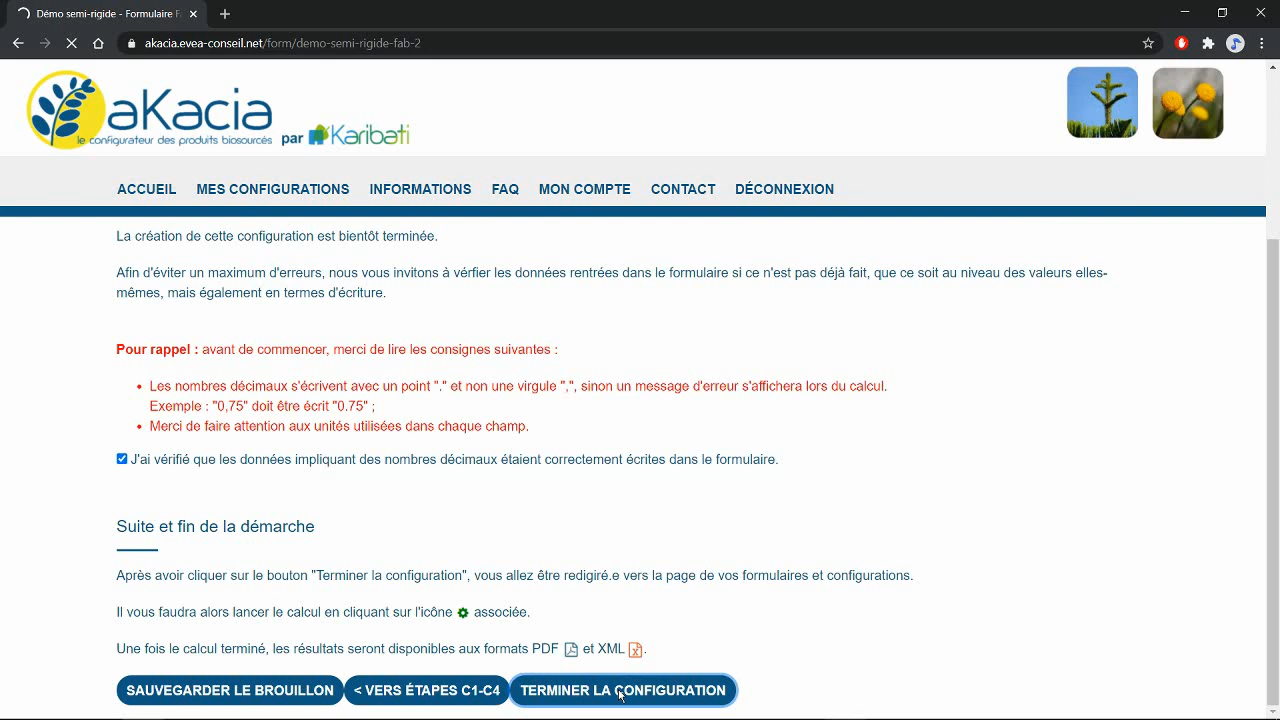 Démo semi-rigide - Formulaire F
akacia.evea-conseil.net/form/demo-semi-rigide-fab-2
aKacia
le configurateur des produits biosourcés
par Karibati
ACCUEIL MES CONFIGURATIONS INFORMATIONS FAQ MON COMPTE CONTACT DÉCONNEXION
La création de cette configuration est bientôt terminée.
Afin d'éviter un maximum d'erreurs, nous vous invitons à vérfier les données rentrées dans le formulaire si ce n'est pas déjà fait, que ce soit au niveau des valeurs elles-
mêmes, mais également en termes d'écriture.
Pour rappel : avant de commencer, merci de lire les consignes suivantes :
• Les nombres décimaux s'écrivent avec un point "." et non une virgule ",", sinon un message d'erreur s'affichera lors du calcul.
Exemple : "0,75" doit être écrit "0.75" ;
• Merci de faire attention aux unités utilisées dans chaque champ.
J'ai vérifié que les données impliquant des nombres décimaux étaient correctement écrites dans le formulaire.
Suite et fin de la démarche
Après avoir cliquer sur le bouton "Terminer la configuration", vous allez être redigiré.e vers la page de vos formulaires et configurations.
Il vous faudra alors lancer le calcul en cliquant sur l'icône associée.
Une fois le calcul terminé, les résultats seront disponibles aux formats PDF et XML .
SAUVEGARDER LE BROUILLON < VERS ÉTAPES C1-C4 TERMINER LA CONFIGURATION